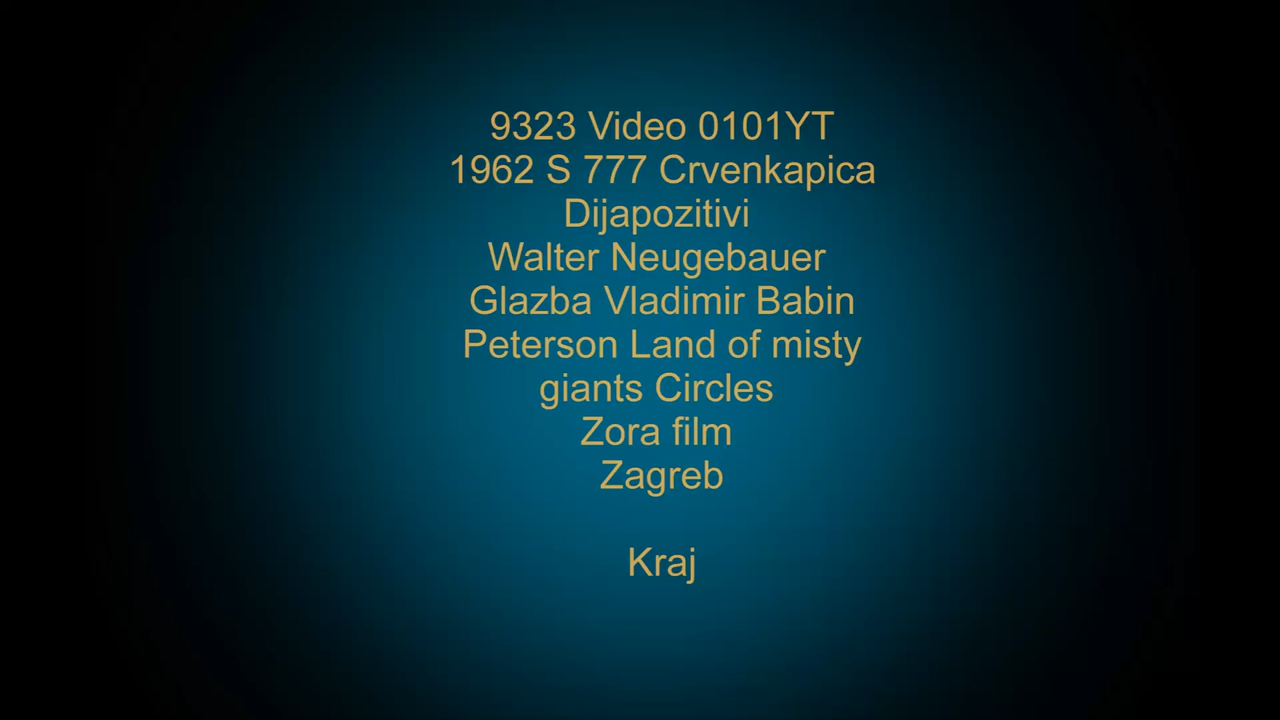 9323 Video 0101YT
1962 S 777 Crvenkapica
Dijapozitivi
Walter Neugebauer
Glazba Vladimir Babin
Peterson Land of misty
giants Circles
Zora film
Zagreb
Kraj